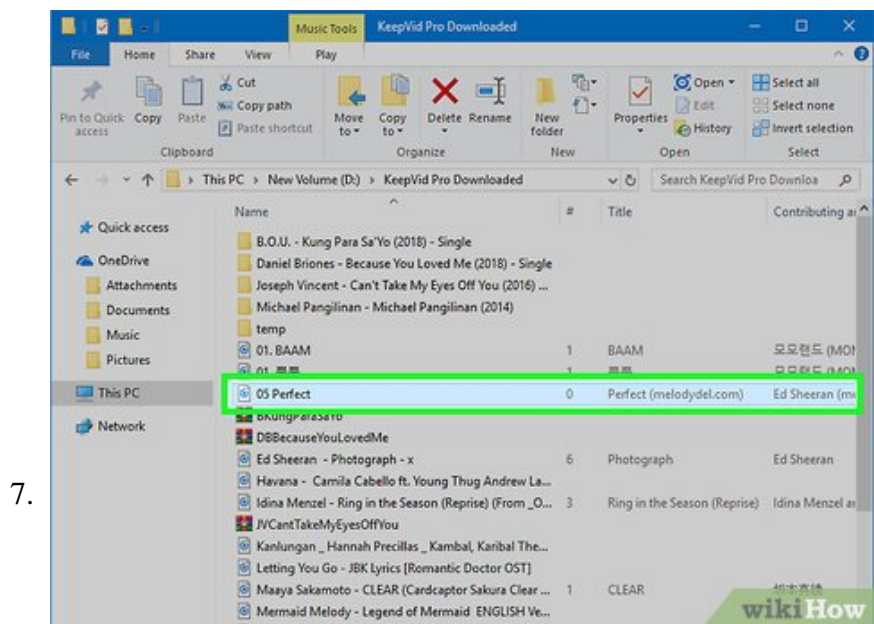 Music Tools KeepVid Pro Downloaded
File Home Share View Play
Pin to Quick access
Copy
Paste
Cut
Copy path
Paste shortcut
Clipboard
Move to
Copy to
Delete
Rename
Organize
New folder
New
Properties
Open
Edit
History
Open
Select all
Select none
Invert selection
Select
This PC > New Volume (D:) > KeepVid Pro Downloaded
Search KeepVid Pro Downloa
Quick access
OneDrive
Attachments
Documents
Music
Pictures
This PC
Network
Name # Title Contributing ar
B.O.U. - Kung Para Sa'Yo (2018) - Single
Daniel Briones - Because You Loved Me (2018) - Single
Joseph Vincent - Can't Take My Eyes Off You (2016) ...
Michael Pangilinan - Michael Pangilinan (2014)
temp
01. BAAM 1 BAAM 모모랜드 (MOM
05 Perfect 0 Perfect (melodydel.com) Ed Sheeran (me
BKungParaSaYo
DBBecauseYouLovedMe
Ed Sheeran - Photograph - x 6 Photograph Ed Sheeran
Havana - Camila Cabello ft. Young Thug Andrew La...
Idina Menzel - Ring in the Season (Reprise) (From _O... 3 Ring in the Season (Reprise) Idina Menzel ar
JVCantTakeMyEyesOffYou
Kanlungan _ Hannah Precillas _ Kambal, Karibal The...
Letting You Go - JBK Lyrics [Romantic Doctor OST]
Maaya Sakamoto - CLEAR (Cardcaptor Sakura Clear ... 1 CLEAR
Mermaid Melody - Legend of Mermaid ENGLISH Ve...
7.
wikiHow